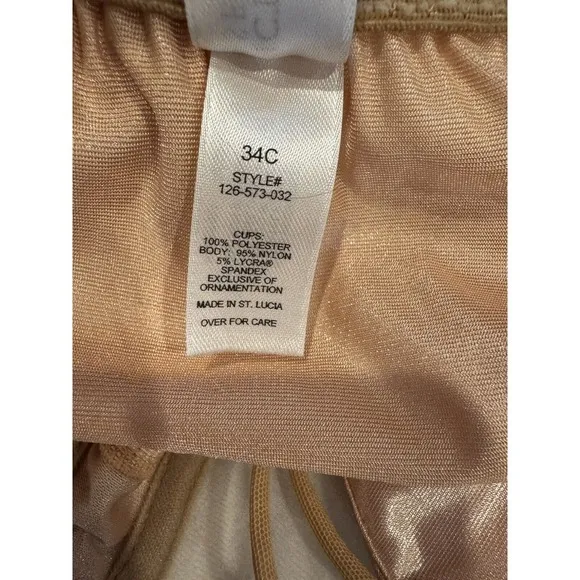 34C
STYLE#
126-573-032
CUPS:
100% POLYESTER
BODY: 95% NYLON
5% LYCRA®
SPANDEX
EXCLUSIVE OF
ORNAMENTATION
MADE IN ST. LUCIA
OVER FOR CARE